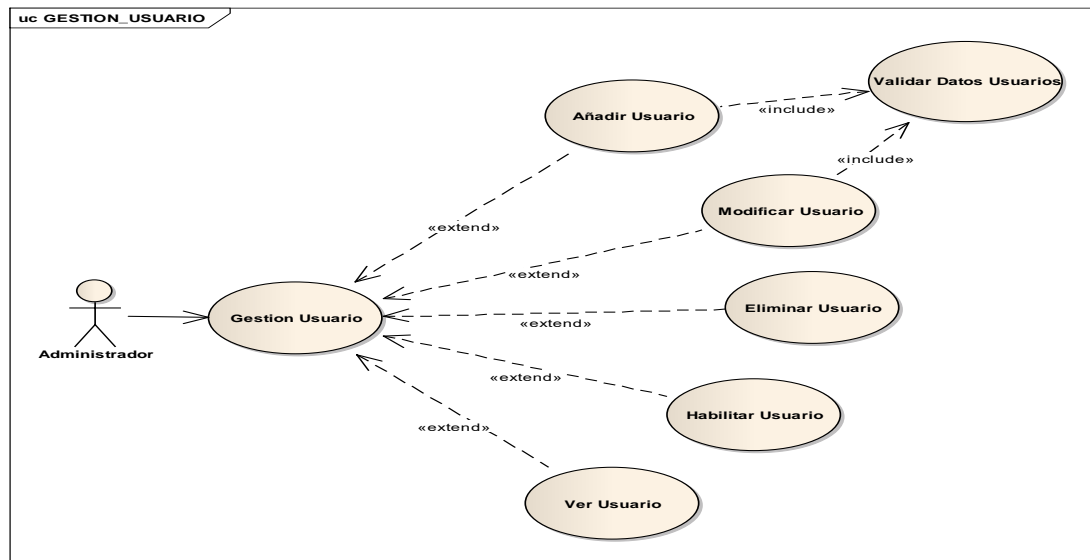 uc GESTION_USUARIO
Validar Datos Usuarios
Añadir Usuario
«include»
«include»
Modificar Usuario
«extend»
«extend»
Eliminar Usuario
Gestion Usuario
«extend»
Administrador
«extend»
Habilitar Usuario
«extend»
Ver Usuario